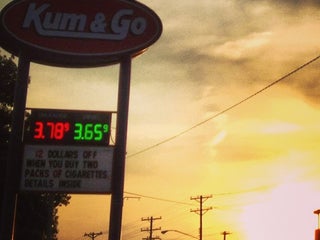 Kum & Go
3.78⁹ 3.65⁹
12 DOLLARS OFF
WHEN YOU BUY TWO
PACKS OF CIGARETTES
DETAILS INSIDE